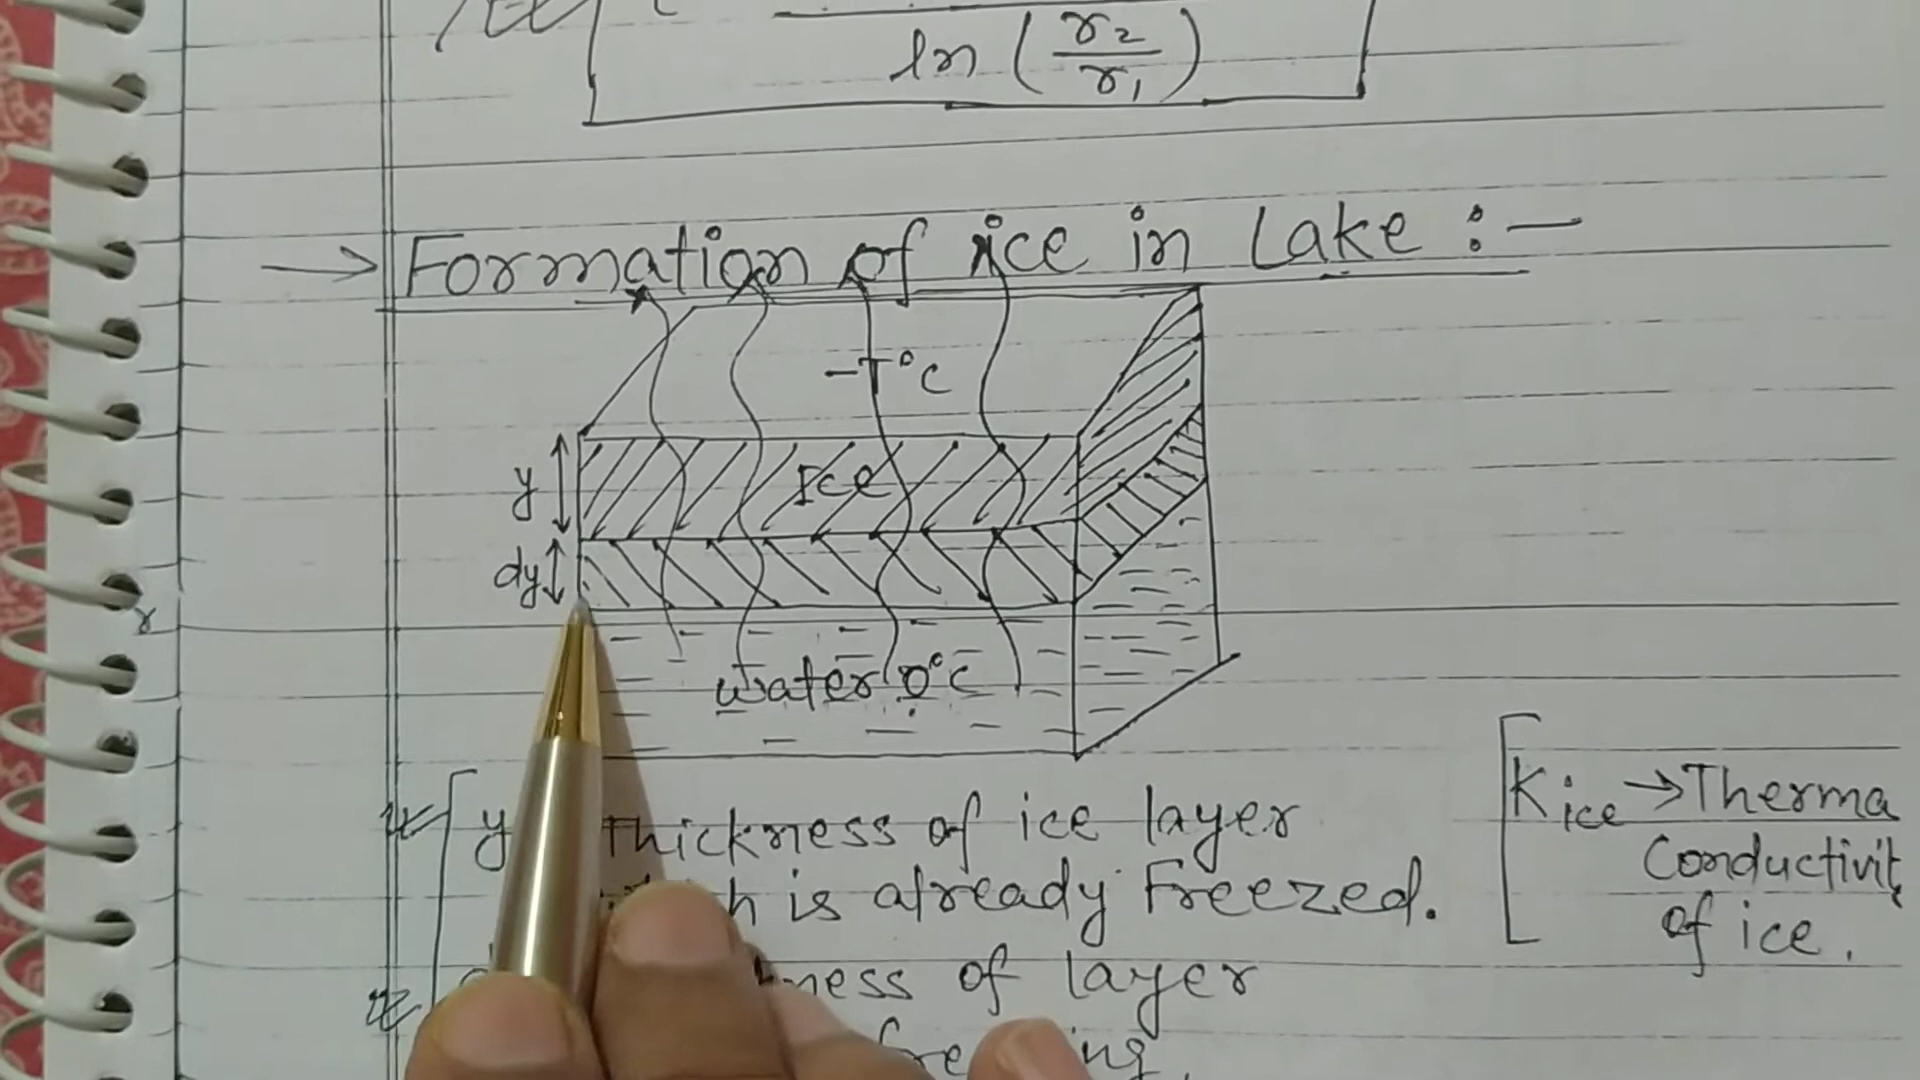 ln (r₂/r₁)
→ Formation of ice in Lake :-
-T°C
y
Ice
dy
water 0°C
y Thickness of ice layer
is already Freezed.
of layer
Kice → Therma
Conductivit
of ice.